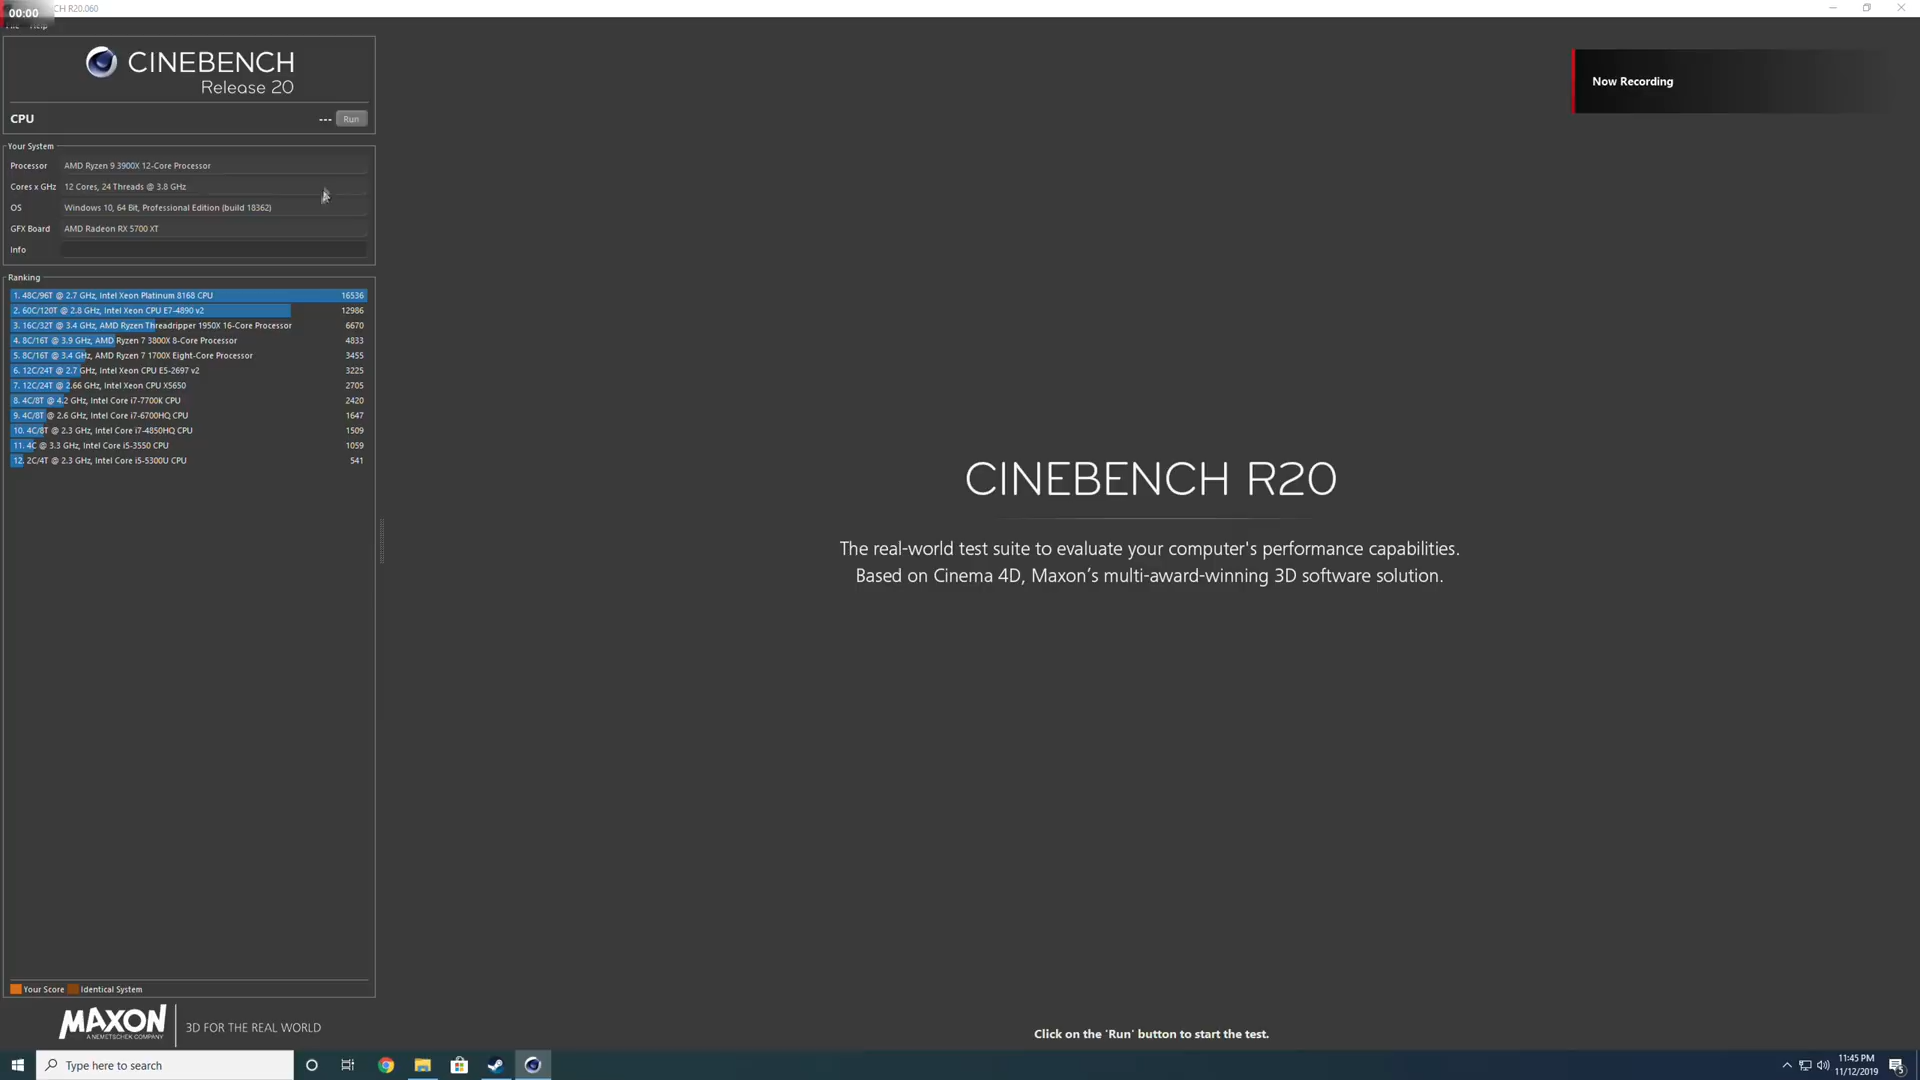 00:00
CH R20.060
File Help
CINEBENCH
Release 20
CPU --- Run
Your System
Processor AMD Ryzen 9 3900X 12-Core Processor
Cores x GHz 12 Cores, 24 Threads @ 3.8 GHz
OS Windows 10, 64 Bit, Professional Edition (build 18362)
GFX Board AMD Radeon RX 5700 XT
Info
Ranking
1. 48C/96T @ 2.7 GHz, Intel Xeon Platinum 8168 CPU 16536
2. 60C/120T @ 2.8 GHz, Intel Xeon CPU E7-4890 v2 12986
3. 16C/32T @ 3.4 GHz, AMD Ryzen Threadripper 1950X 16-Core Processor 6670
4. 8C/16T @ 3.9 GHz, AMD Ryzen 7 3800X 8-Core Processor 4833
5. 8C/16T @ 3.4 GHz, AMD Ryzen 7 1700X Eight-Core Processor 3455
6. 12C/24T @ 2.7 GHz, Intel Xeon CPU E5-2697 v2 3225
7. 12C/24T @ 2.66 GHz, Intel Xeon CPU X5650 2705
8. 4C/8T @ 4.2 GHz, Intel Core i7-7700K CPU 2420
9. 4C/8T @ 2.6 GHz, Intel Core i7-6700HQ CPU 1647
10. 4C/8T @ 2.3 GHz, Intel Core i7-4850HQ CPU 1509
11. 4C @ 3.3 GHz, Intel Core i5-3550 CPU 1059
12. 2C/4T @ 2.3 GHz, Intel Core i5-5300U CPU 541
Your Score Identical System
MAXON
A NEMETSCHEK COMPANY
3D FOR THE REAL WORLD
Now Recording
CINEBENCH R20
The real-world test suite to evaluate your computer's performance capabilities.
Based on Cinema 4D, Maxon's multi-award-winning 3D software solution.
Click on the 'Run' button to start the test.
Type here to search
11:45 PM
11/12/2019
5